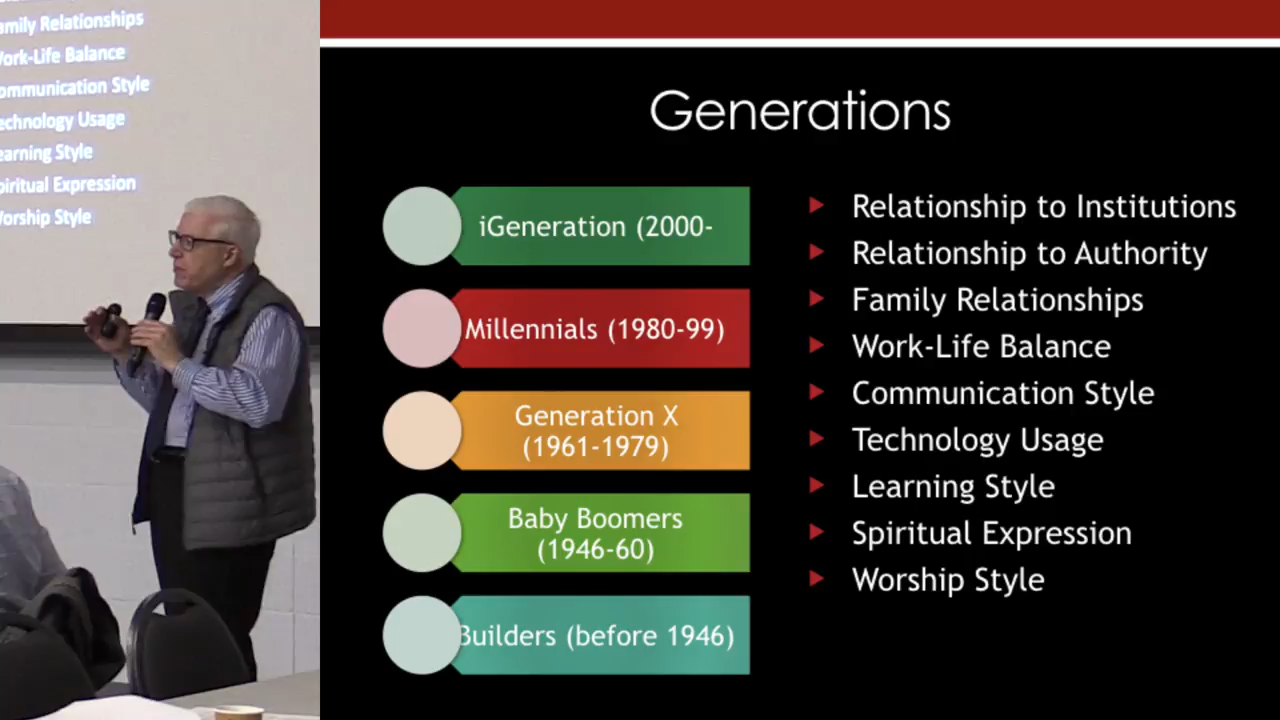 amily Relationships
Work-Life Balance
ommunication Style
echnology Usage
earning Style
piritual Expression
Worship Style
Generations
iGeneration (2000-
Millennials (1980-99)
Generation X
(1961-1979)
Baby Boomers
(1946-60)
Builders (before 1946)
Relationship to Institutions
Relationship to Authority
Family Relationships
Work-Life Balance
Communication Style
Technology Usage
Learning Style
Spiritual Expression
Worship Style